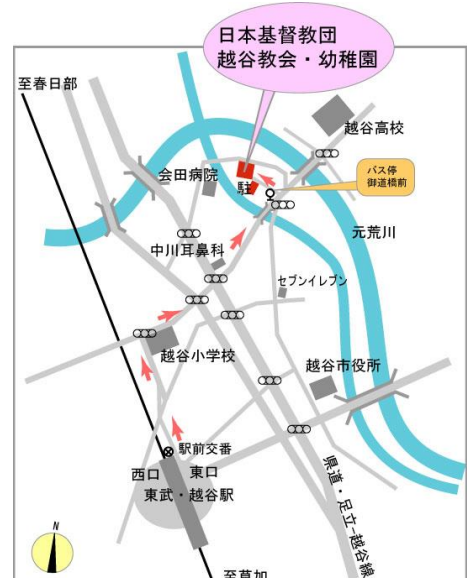 日本基督教団
越谷教会・幼稚園
至春日部
越谷高校
会田病院
駐
バス停
御道橋前
元荒川
中川耳鼻科
セブンイレブン
越谷小学校
越谷市役所
駅前交番
西口
東口
東武・越谷駅
県道・足立-越谷線
N
至草加